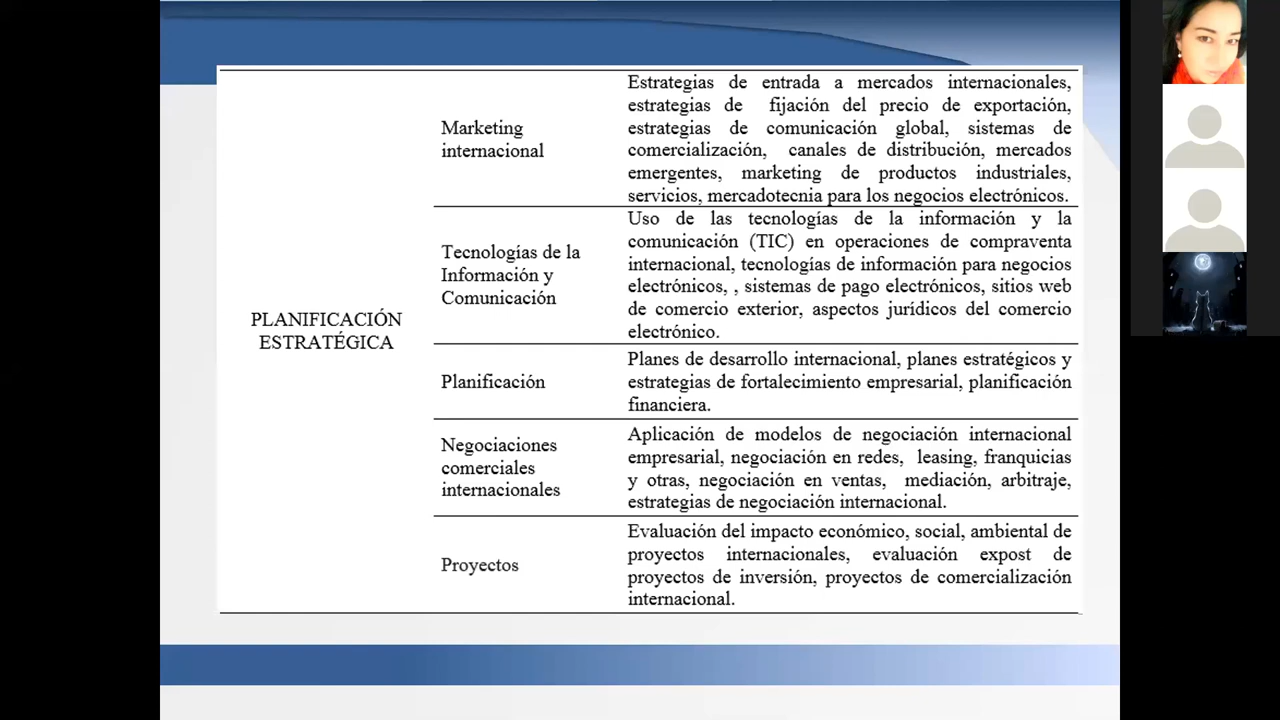 PLANIFICACIÓN
ESTRATÉGICA
Marketing
internacional
Estrategias de entrada a mercados internacionales,
estrategias de fijación del precio de exportación,
estrategias de comunicación global, sistemas de
comercialización, canales de distribución, mercados
emergentes, marketing de productos industriales,
servicios, mercadotecnia para los negocios electrónicos.
Tecnologías de la
Información y
Comunicación
Uso de las tecnologías de la información y la
comunicación (TIC) en operaciones de compraventa
internacional, tecnologías de información para negocios
electrónicos, , sistemas de pago electrónicos, sitios web
de comercio exterior, aspectos jurídicos del comercio
electrónico.
Planificación
Planes de desarrollo internacional, planes estratégicos y
estrategias de fortalecimiento empresarial, planificación
financiera.
Negociaciones
comerciales
internacionales
Aplicación de modelos de negociación internacional
empresarial, negociación en redes, leasing, franquicias
y otras, negociación en ventas, mediación, arbitraje,
estrategias de negociación internacional.
Proyectos
Evaluación del impacto económico, social, ambiental de
proyectos internacionales, evaluación expost de
proyectos de inversión, proyectos de comercialización
internacional.